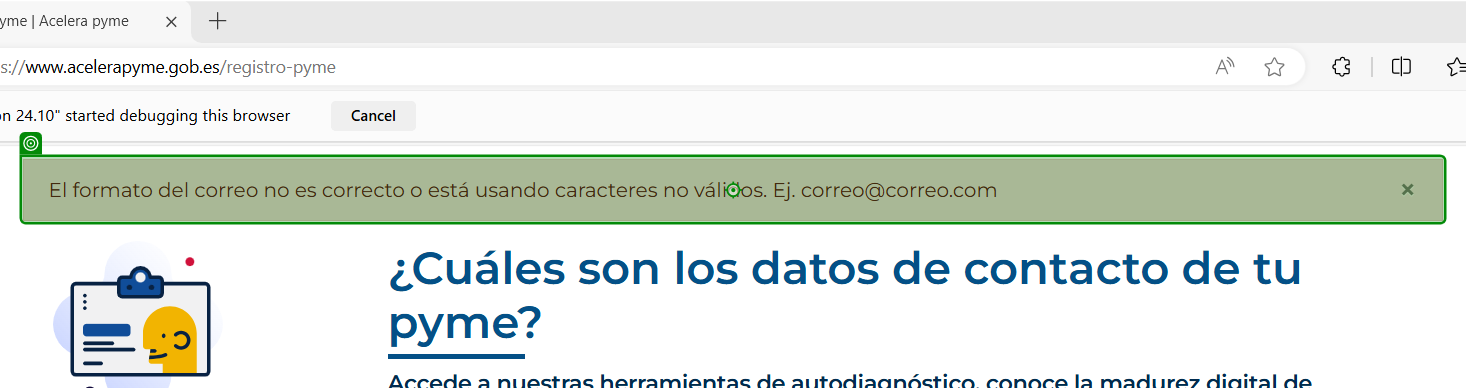 yme | Acelera pyme
s://www.acelerapyme.gob.es/registro-pyme
on 24.10" started debugging this browser
Cancel
El formato del correo no es correcto o está usando caracteres no válidos. Ej. correo@correo.com
¿Cuáles son los datos de contacto de tu
pyme?
Accede a nuestras herramientas de autodiagnóstico, conoce la madurez digital de